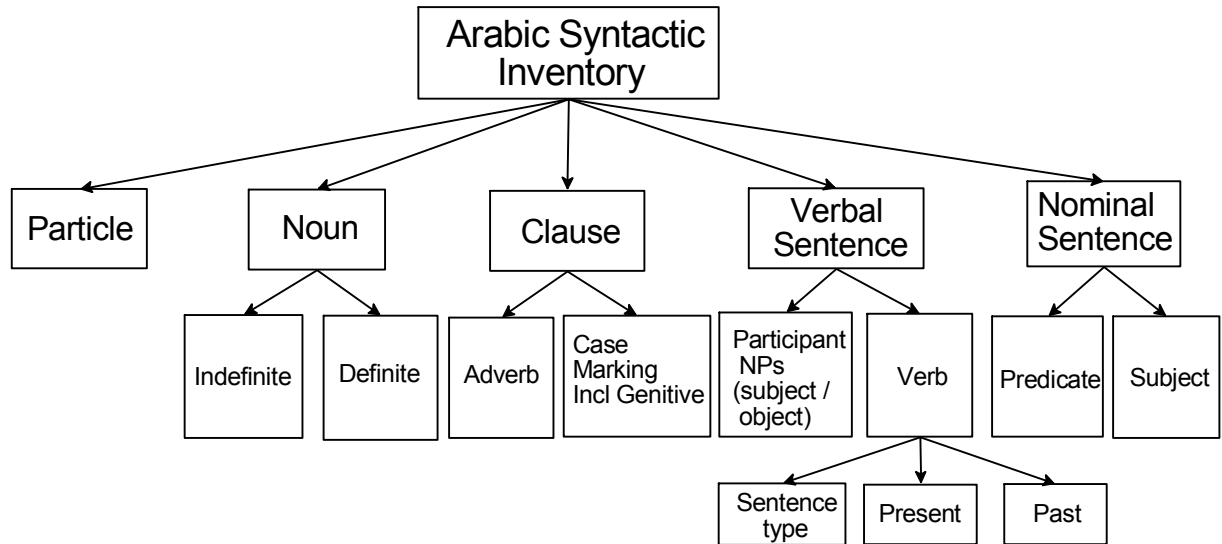 Arabic Syntactic
Inventory
Particle
Noun
Clause
Verbal
Sentence
Nominal
Sentence
Indefinite
Definite
Adverb
Case
Marking
Incl Genitive
Participant
NPs
(subject /
object)
Verb
Predicate
Subject
Sentence
type
Present
Past